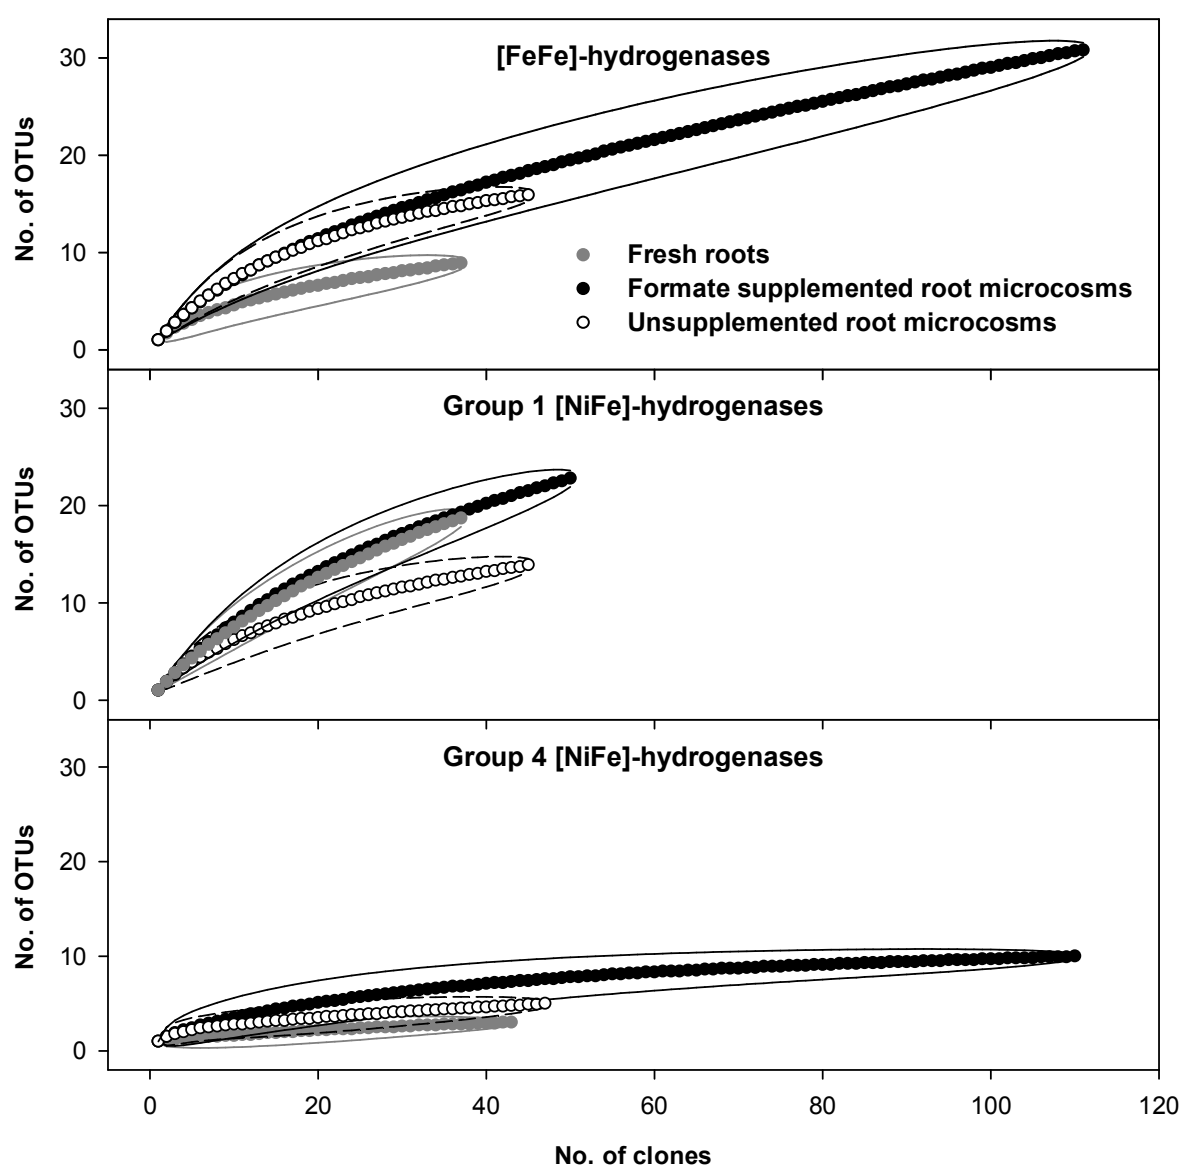 [FeFe]-hydrogenases
No. of OTUs
30
20
10
0
Fresh roots
Formate supplemented root microcosms
Unsupplemented root microcosms
Group 1 [NiFe]-hydrogenases
No. of OTUs
30
20
10
0
Group 4 [NiFe]-hydrogenases
No. of OTUs
30
20
10
0
0 20 40 60 80 100 120
No. of clones